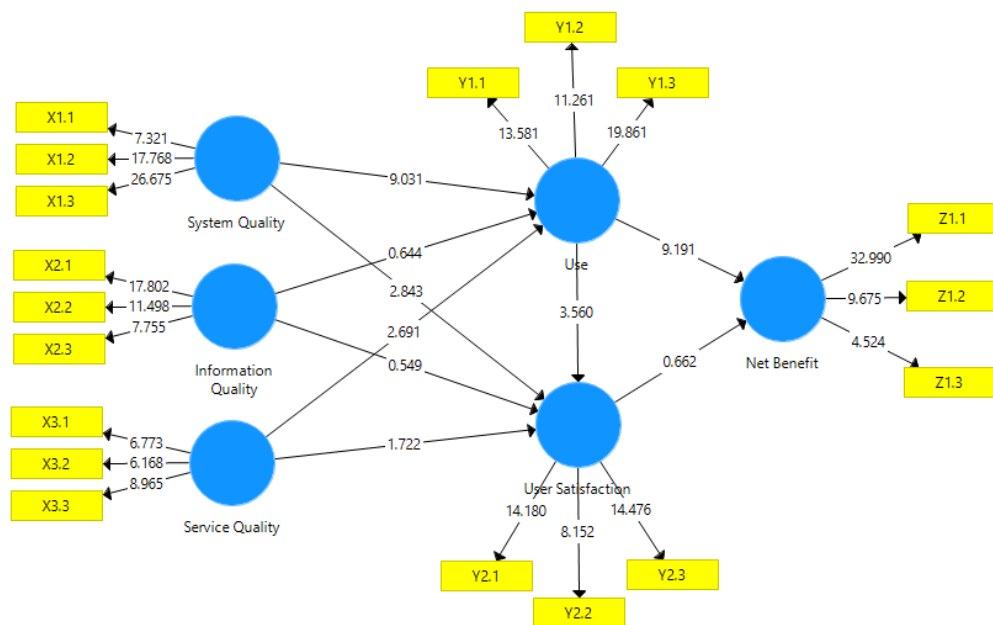 Y1.2
Y1.1
Y1.3
11.261
13.581
19.861
X1.1
7.321
X1.2
17.768
X1.3
26.675
System Quality
9.031
Use
0.644
2.843
2.691
3.560
9.191
X2.1
17.802
X2.2
11.498
X2.3
7.755
Information
Quality
0.549
0.662
Z1.1
32.990
9.675
Z1.2
4.524
Z1.3
Net Benefit
X3.1
6.773
X3.2
6.168
X3.3
8.965
Service Quality
1.722
User Satisfaction
14.180
8.152
14.476
Y2.1
Y2.2
Y2.3